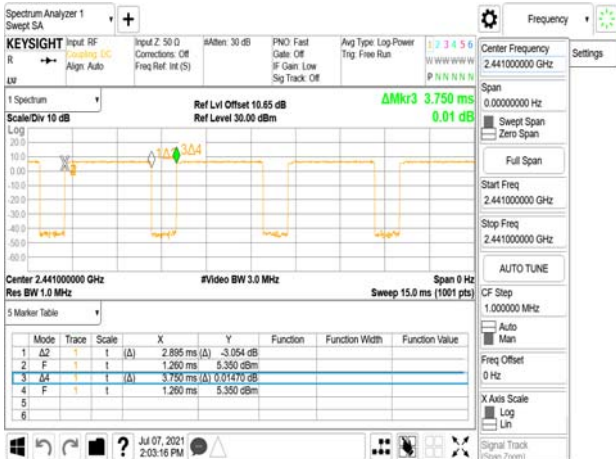 Spectrum Analyzer 1
Swept SA
+
Frequency
KEYSIGHT Input: RF Input Z: 50 Ω #Atten: 30 dB PNO: Fast Avg Type: Log-Power 1 2 3 4 5 6
R Coupling: DC Corrections: Off Gate: Off Trig: Free Run W W W W W W
Align: Auto Freq Ref: Int (S) IF Gain: Low P N N N N N
Sig Track: Off
LXI
1 Spectrum
Ref Lvl Offset 10.65 dB
ΔMkr3 3.750 ms
Scale/Div 10 dB
Ref Level 30.00 dBm
0.01 dB
Log
20.0
10.0
0.00
-10.0
-20.0
-30.0
-40.0
-50.0
-60.0
3Δ4
Center 2.441000000 GHz #Video BW 3.0 MHz Span 0 Hz
Res BW 1.0 MHz Sweep 15.0 ms (1001 pts)
5 Marker Table
Mode Trace Scale X Y Function Function Width Function Value
1 Δ2 1 t (Δ) 2.895 ms (Δ) -3.054 dB
2 F 1 t 1.260 ms 5.350 dBm
3 Δ4 1 t (Δ) 3.750 ms (Δ) 0.01470 dB
4 F 1 t 1.260 ms 5.350 dBm
5
6
?
Jul 07, 2021
2:03:16 PM
Center Frequency
2.441000000 GHz
Settings
Span
0.00000000 Hz
Swept Span
Zero Span
Full Span
Start Freq
2.441000000 GHz
Stop Freq
2.441000000 GHz
AUTO TUNE
CF Step
1.000000 MHz
Auto
Man
Freq Offset
0 Hz
X Axis Scale
Log
Lin
Signal Track
(Span Zoom)